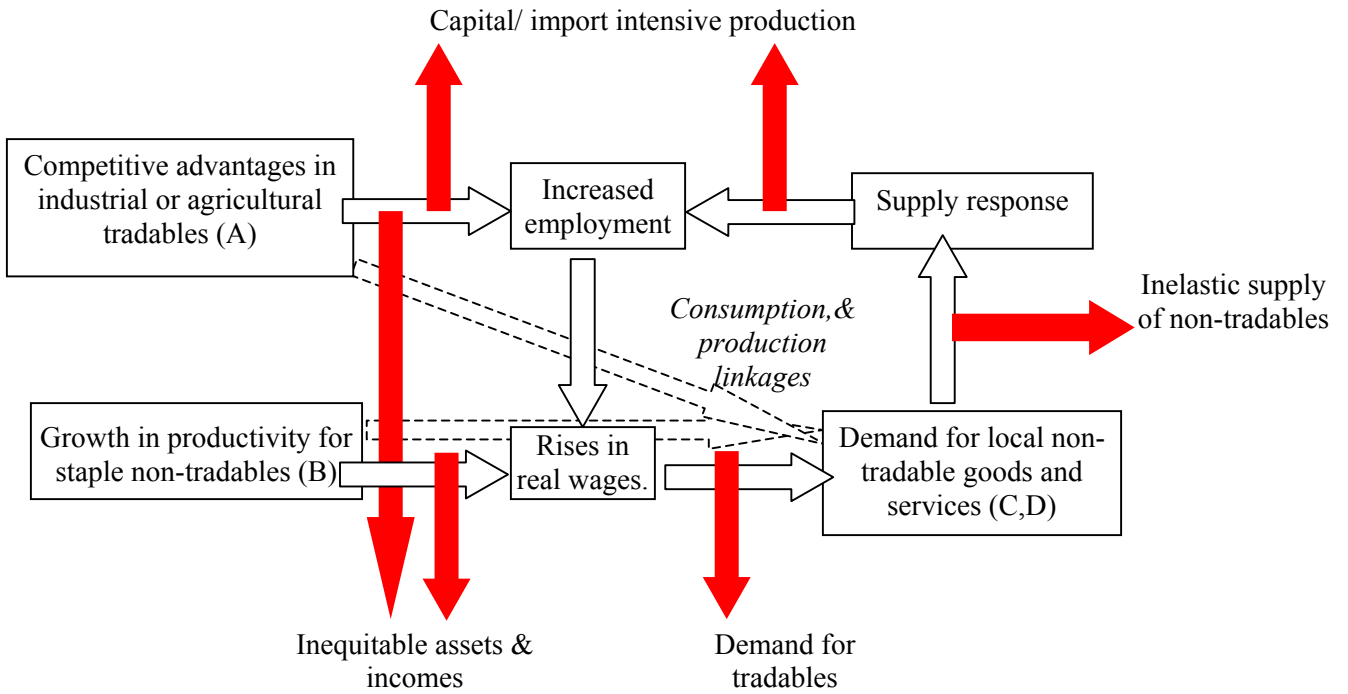 Capital/ import intensive production
Competitive advantages in
industrial or agricultural
tradables (A)
Increased
employment
Supply response
Inelastic supply
of non-tradables
Consumption,&
production
linkages
Growth in productivity for
staple non-tradables (B)
Rises in
real wages.
Demand for local non-
tradable goods and
services (C,D)
Inequitable assets &
incomes
Demand for
tradables